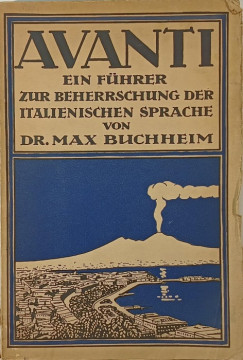 AVANTI
EIN FÜHRER
ZUR BEHERRSCHUNG DER
ITALIENISCHEN SPRACHE
VON
DR. MAX BUCHHEIM